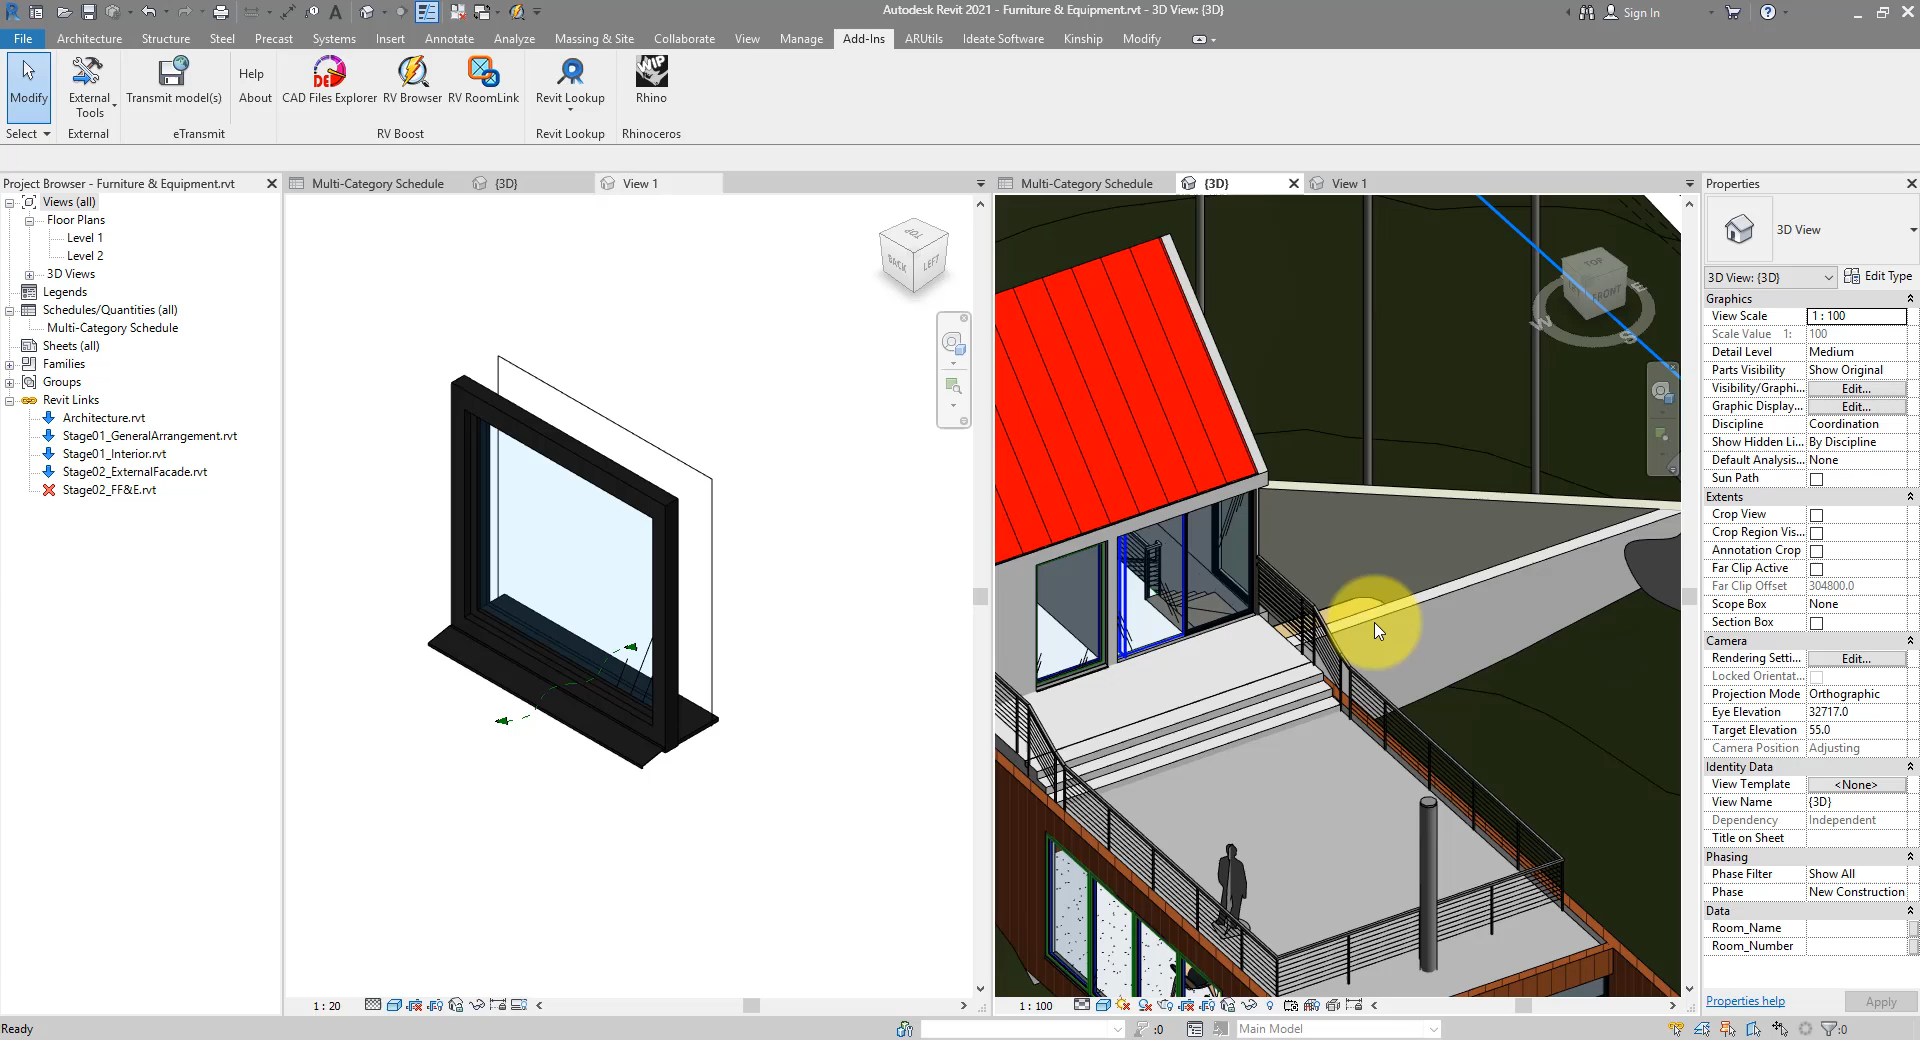 Autodesk Revit 2021 - Furniture & Equipment.rvt - 3D View: {3D}
Sign In
File
Architecture
Structure
Steel
Precast
Systems
Insert
Annotate
Analyze
Massing & Site
Collaborate
View
Manage
Add-Ins
ARUtils
Ideate Software
Kinship
Modify
Modify
External
Tools
Transmit model(s)
Help
About
CAD Files Explorer
RV Browser
RV RoomLink
Revit Lookup
WIP
Rhino
Select
External
eTransmit
RV Boost
Revit Lookup
Rhinoceros
Project Browser - Furniture & Equipment.rvt
Multi-Category Schedule
{3D}
View 1
Multi-Category Schedule
{3D}
View 1
Properties
Views (all)
Floor Plans
Level 1
Level 2
3D Views
Legends
Schedules/Quantities (all)
Multi-Category Schedule
Sheets (all)
Families
Groups
Revit Links
Architecture.rvt
Stage01_GeneralArrangement.rvt
Stage01_Interior.rvt
Stage02_ExternalFacade.rvt
Stage02_FF&E.rvt
TOP
BACK
LEFT
TOP
FRONT
W
S
E
3D View
3D View: {3D}
Edit Type
Graphics
View Scale 1 : 100
Scale Value 1: 100
Detail Level Medium
Parts Visibility Show Original
Visibility/Graphi... Edit...
Graphic Display... Edit...
Discipline Coordination
Show Hidden Li... By Discipline
Default Analysis... None
Sun Path
Extents
Crop View
Crop Region Vis...
Annotation Crop
Far Clip Active
Far Clip Offset 304800.0
Scope Box None
Section Box
Camera
Rendering Setti... Edit...
Locked Orientat...
Projection Mode Orthographic
Eye Elevation 32717.0
Target Elevation 55.0
Camera Position Adjusting
Identity Data
View Template <None>
View Name {3D}
Dependency Independent
Title on Sheet
Phasing
Phase Filter Show All
Phase New Construction
Data
Room_Name
Room_Number
Properties help
Apply
1 : 20
1 : 100
Ready
:0
Main Model
:0